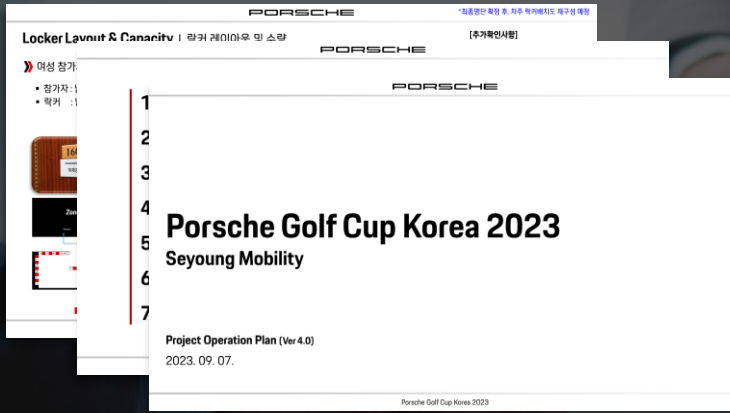 PORSCHE
*최종명단 확정 후, 차주 락커배치도 재구성 예정
Locker Layout & Capacity | 락커 레이아웃 및 수량
[추가확인사항]
여성 참가
참가자 :
락커 :
160
Zon
PORSCHE
1
2
3
4
5
6
7
PORSCHE
Porsche Golf Cup Korea 2023
Seyoung Mobility
Project Operation Plan (Ver 4.0)
2023. 09. 07.
Porsche Golf Cup Korea 2023